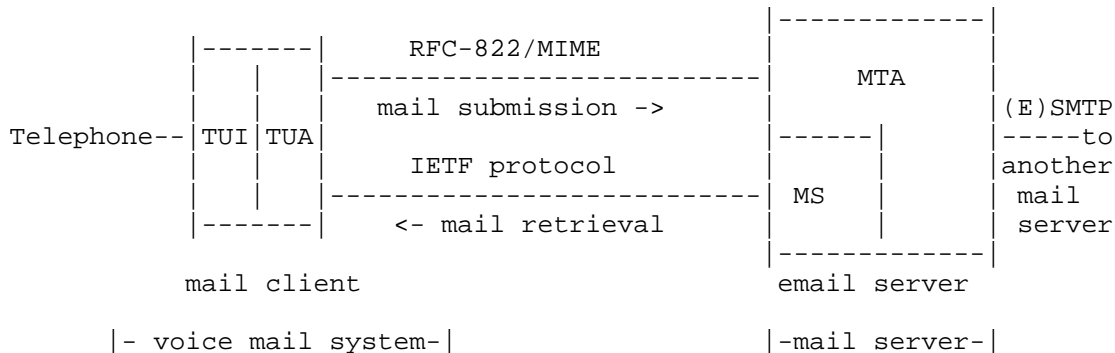 |-------------|
            |-------|      RFC-822/MIME            |             |
            |   |   |------------------------------|     MTA     |
            |   |   |   mail submission ->         |             |(E)SMTP
Telephone--|TUI|TUA|                              |------|      |-----to
            |   |   |     IETF protocol            |      |      |another
            |   |   |------------------------------| MS   |      | mail
            |-------|    <- mail retrieval         |      |      | server
                                                   |-------------|
           mail client                              email server
       |- voice mail system-|                      |-mail server-|